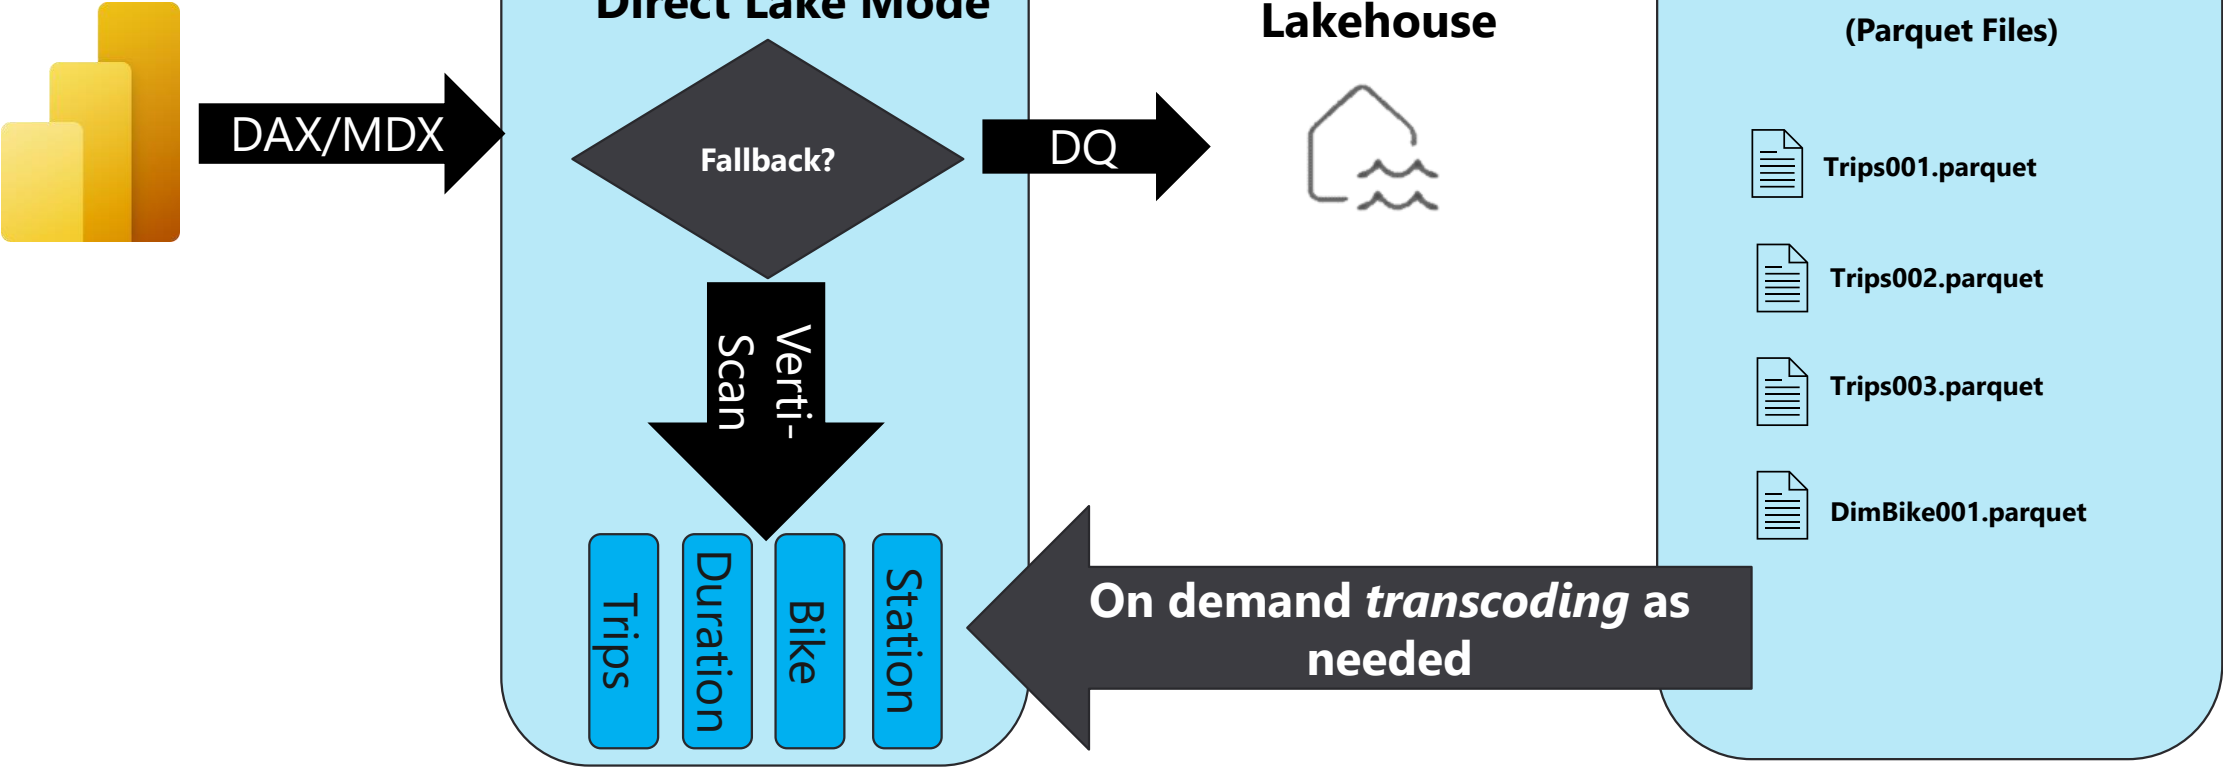 Direct Lake Mode
Lakehouse
(Parquet Files)
DAX/MDX
Fallback?
DQ
Trips001.parquet
Trips002.parquet
Trips003.parquet
DimBike001.parquet
Verti-
Scan
Trips
Duration
Bike
Station
On demand transcoding as
needed